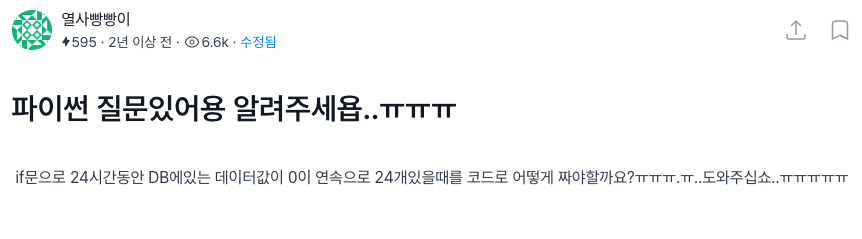 열사빵빵이
595 · 2년 이상 전 · 6.6k · 수정됨
파이썬 질문있어용 알려주세욥..ㅠㅠㅠ
if문으로 24시간동안 DB에있는 데이터값이 0이 연속으로 24개있을때를 코드로 어떻게 짜야할까요?ㅠㅠㅠ.ㅠ..도와주십쇼..ㅠㅠㅠㅠㅠ